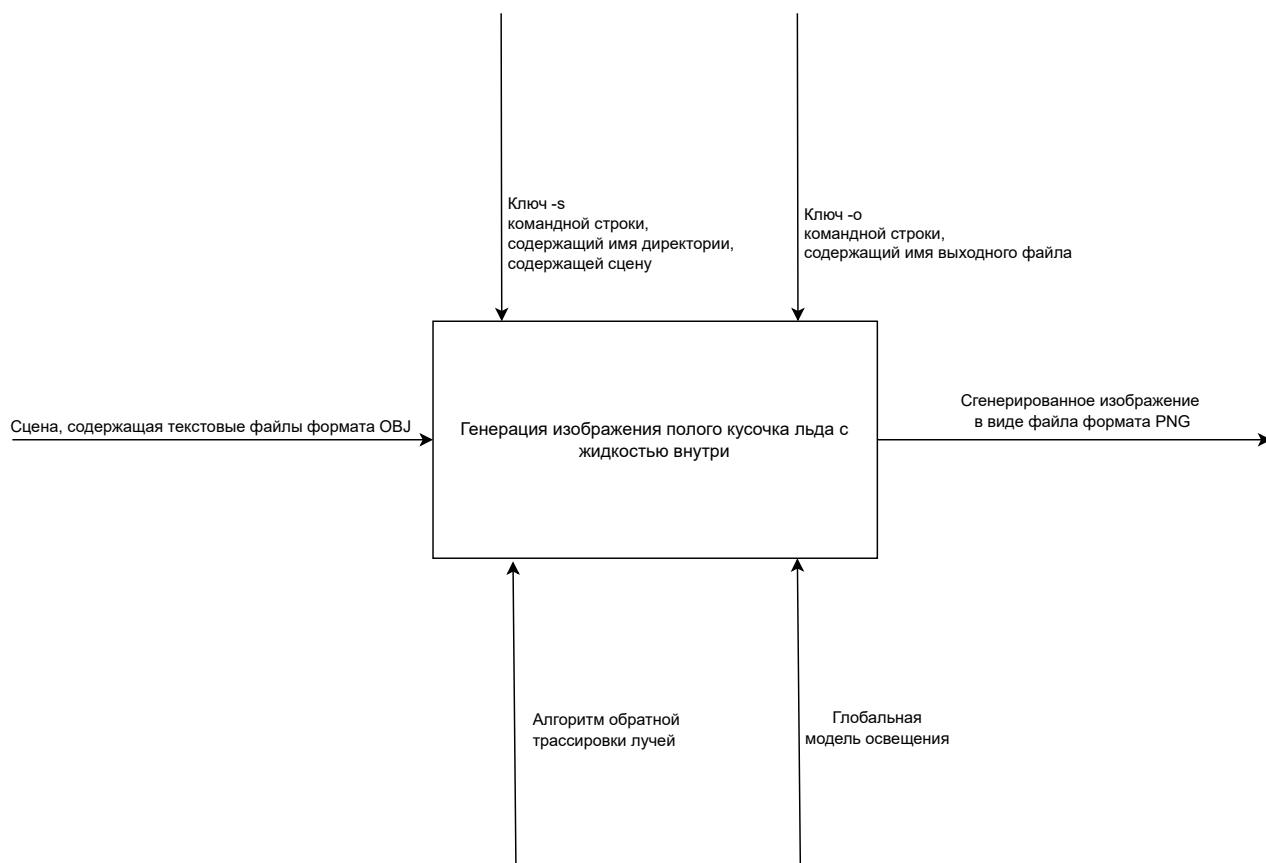 Ключ -s
командной строки,
содержащий имя директории,
содержащей сцену
Ключ -o
командной строки,
содержащий имя выходного файла
Сцена, содержащая текстовые файлы формата OBJ
Генерация изображения полого кусочка льда с
жидкостью внутри
Сгенерированное изображение
в виде файла формата PNG
Алгоритм обратной
трассировки лучей
Глобальная
модель освещения